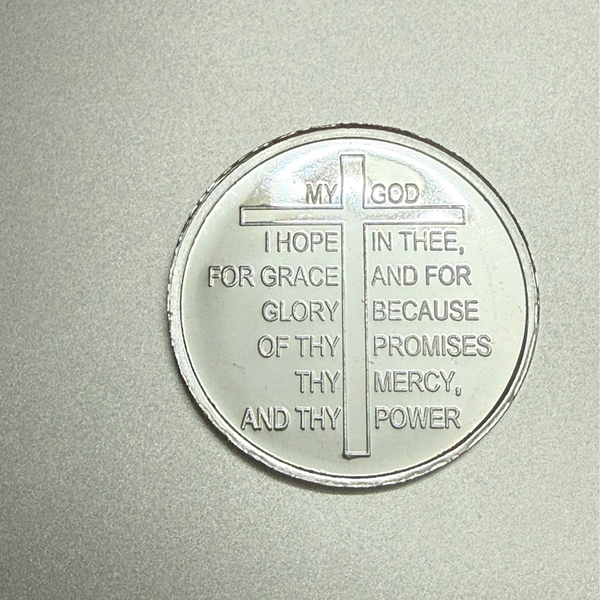 MY GOD
I HOPE IN THEE,
FOR GRACE AND FOR
GLORY BECAUSE
OF THY PROMISES
THY MERCY,
AND THY POWER